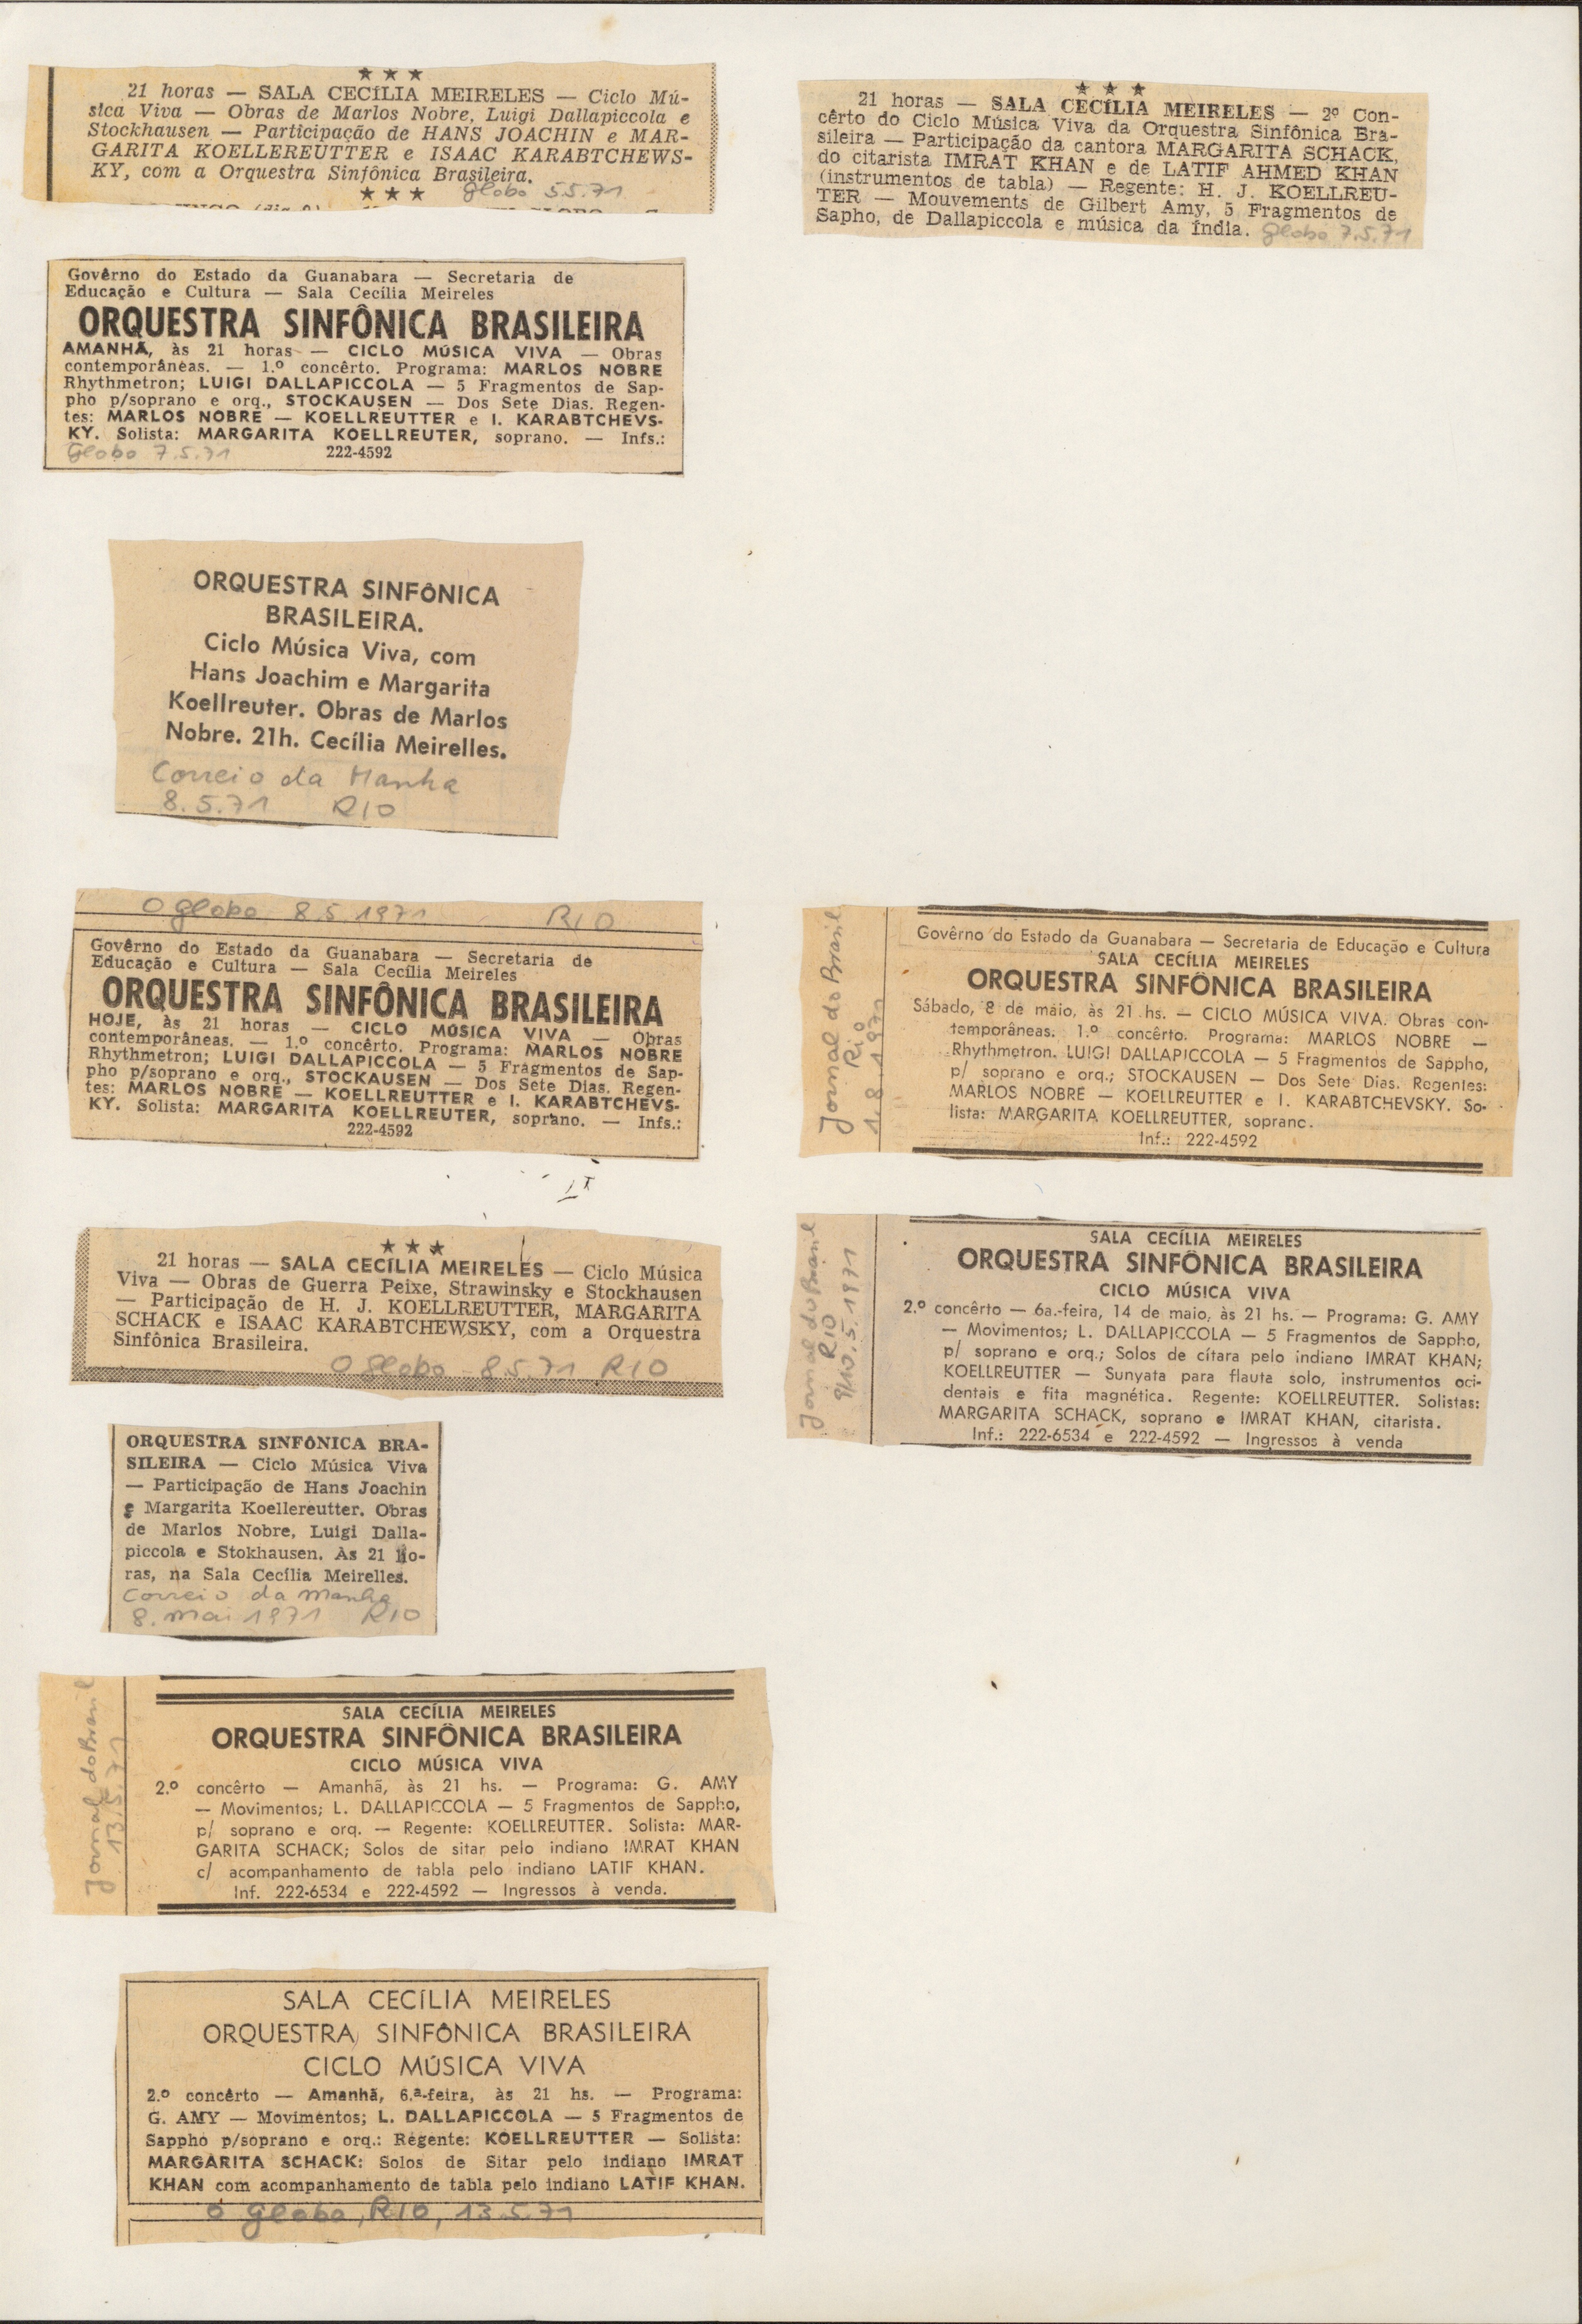 ★ ★ ★
21 horas — SALA CECÍLIA MEIRELES — Ciclo Mú-
sica Viva — Obras de Marlos Nobre, Luigi Dallapiccola e
Stockhausen — Participação de HANS JOACHIN e MAR-
GARITA KOELLEREUTTER e ISAAC KARABTCHEWS-
KY, com a Orquestra Sinfônica Brasileira.
★ ★ ★ Globo 5.5.71
★ ★ ★
21 horas — SALA CECÍLIA MEIRELES — 2º Con-
cêrto do Ciclo Música Viva da Orquestra Sinfônica Bra-
sileira — Participação da cantora MARGARITA SCHACK,
do citarista IMRAT KHAN e de LATIF AHMED KHAN
(instrumentos de tabla) — Regente: H. J. KOELLREU-
TER — Mouvements de Gilbert Amy, 5 Fragmentos de
Sapho, de Dallapiccola e música da Índia. Globo 7.5.71
Govêrno do Estado da Guanabara — Secretaria de
Educação e Cultura — Sala Cecília Meireles
ORQUESTRA SINFÔNICA BRASILEIRA
AMANHÃ, às 21 horas — CICLO MÚSICA VIVA — Obras
contemporâneas. — 1.º concêrto. Programa: MARLOS NOBRE
Rhythmetron; LUIGI DALLAPICCOLA — 5 Fragmentos de Sap-
pho p/soprano e orq., STOCKAUSEN — Dos Sete Dias. Regen-
tes: MARLOS NOBRE — KOELLREUTTER e I. KARABTCHEVS-
KY. Solista: MARGARITA KOELLREUTER, soprano. — Infs.:
Globo 7.5.71 222-4592
ORQUESTRA SINFÔNICA
BRASILEIRA.
Ciclo Música Viva, com
Hans Joachim e Margarita
Koellreuter. Obras de Marlos
Nobre. 21h. Cecília Meirelles.
Correio da Manha
8.5.71 RIO
O globo 8.5.1971 RIO
Govêrno do Estado da Guanabara — Secretaria de
Educação e Cultura — Sala Cecília Meireles
ORQUESTRA SINFÔNICA BRASILEIRA
HOJE, às 21 horas — CICLO MÚSICA VIVA — Obras
contemporâneas. — 1.º concêrto. Programa: MARLOS NOBRE
Rhythmetron; LUIGI DALLAPICCOLA — 5 Fragmentos de Sap-
pho p/soprano e orq., STOCKAUSEN — Dos Sete Dias. Regen-
tes: MARLOS NOBRE — KOELLREUTTER e I. KARABTCHEVS-
KY. Solista: MARGARITA KOELLREUTER, soprano. — Infs.:
222-4592
Jornal do Brasil
Rio
1.8.1971
Govêrno do Estado da Guanabara — Secretaria de Educação e Cultura
SALA CECÍLIA MEIRELES
ORQUESTRA SINFÔNICA BRASILEIRA
Sábado, 8 de maio, às 21 hs. — CICLO MÚSICA VIVA. Obras con-
temporâneas. 1.º concêrto. Programa: MARLOS NOBRE —
Rhythmetron. LUIGI DALLAPICCOLA — 5 Fragmentos de Sappho,
p/ soprano e orq.; STOCKAUSEN — Dos Sete Dias. Regentes:
MARLOS NOBRE — KOELLREUTTER e I. KARABTCHEVSKY. So-
lista: MARGARITA KOELLREUTTER, soprano.
Inf.: 222-4592
★ ★ ★
21 horas — SALA CECÍLIA MEIRELES — Ciclo Música
Viva — Obras de Guerra Peixe, Strawinsky e Stockhausen
— Participação de H. J. KOELLREUTTER, MARGARITA
SCHACK e ISAAC KARABTCHEWSKY, com a Orquestra
Sinfônica Brasileira.
O globo 8.5.71 RIO
Jornal do Brasil
RIO
9/10.5.1971
SALA CECÍLIA MEIRELES
ORQUESTRA SINFÔNICA BRASILEIRA
CICLO MÚSICA VIVA
2.º concêrto — 6a.-feira, 14 de maio, às 21 hs. — Programa: G. AMY
— Movimentos; L. DALLAPICCOLA — 5 Fragmentos de Sappho,
p/ soprano e orq.; Solos de cítara pelo indiano IMRAT KHAN;
KOELLREUTTER — Sunyata para flauta solo, instrumentos oci-
dentais e fita magnética. Regente: KOELLREUTTER. Solistas:
MARGARITA SCHACK, soprano e IMRAT KHAN, citarista.
Inf.: 222-6534 e 222-4592 — Ingressos à venda
ORQUESTRA SINFÔNICA BRA-
SILEIRA — Ciclo Música Viva
— Participação de Hans Joachin
e Margarita Koellereutter. Obras
de Marlos Nobre, Luigi Dalla-
piccola e Stokhausen. Às 21 ho-
ras, na Sala Cecília Meirelles.
Correio da Manha
8. Mai 1971 RIO
Jornal do Brasil
13.5.71
SALA CECÍLIA MEIRELES
ORQUESTRA SINFÔNICA BRASILEIRA
CICLO MÚSICA VIVA
2.º concêrto — Amanhã, às 21 hs. — Programa: G. AMY
— Movimentos; L. DALLAPICCOLA — 5 Fragmentos de Sappho,
p/ soprano e orq. — Regente: KOELLREUTTER. Solista: MAR-
GARITA SCHACK; Solos de sitar pelo indiano IMRAT KHAN
c/ acompanhamento de tabla pelo indiano LATIF KHAN.
Inf. 222-6534 e 222-4592 — Ingressos à venda.
SALA CECÍLIA MEIRELES
ORQUESTRA SINFÔNICA BRASILEIRA
CICLO MÚSICA VIVA
2.º concêrto — Amanhã, 6.ª-feira, às 21 hs. — Programa:
G. AMY — Movimentos; L. DALLAPICCOLA — 5 Fragmentos de
Sappho p/soprano e orq.: Regente: KOELLREUTTER — Solista:
MARGARITA SCHACK: Solos de Sitar pelo indiano IMRAT
KHAN com acompanhamento de tabla pelo indiano LATIF KHAN.
O globo, RIO, 13.5.71